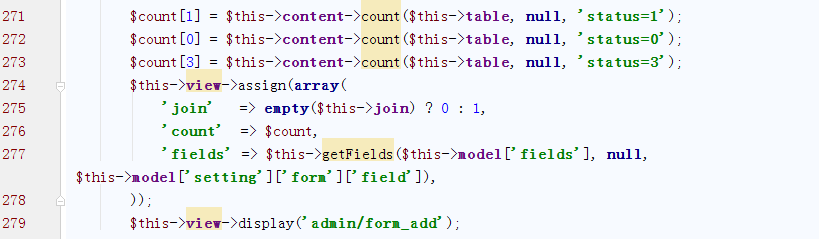 271 $count[1] = $this->content->count($this->table, null, 'status=1');
272 $count[0] = $this->content->count($this->table, null, 'status=0');
273 $count[3] = $this->content->count($this->table, null, 'status=3');
274 $this->view->assign(array(
275 'join' => empty($this->join) ? 0 : 1,
276 'count' => $count,
277 'fields' => $this->getFields($this->model['fields'], null,
$this->model['setting']['form']['field']),
278 ));
279 $this->view->display('admin/form_add');